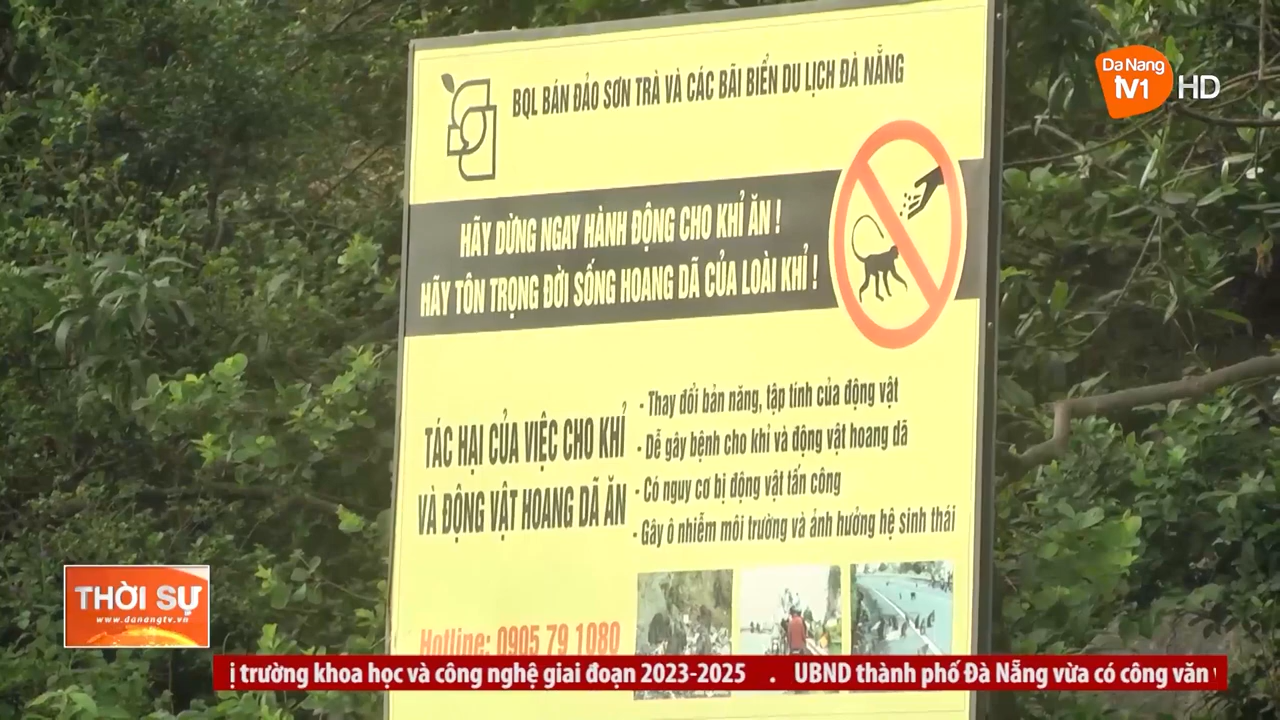 BQL BÁN ĐẢO SƠN TRÀ VÀ CÁC BÃI BIỂN DU LỊCH ĐÀ NẴNG
Da Nang
TV1 HD
HÃY DỪNG NGAY HÀNH ĐỘNG CHO KHỈ ĂN !
HÃY TÔN TRỌNG ĐỜI SỐNG HOANG DÃ CỦA LOÀI KHỈ !
TÁC HẠI CỦA VIỆC CHO KHỈ
VÀ ĐỘNG VẬT HOANG DÃ ĂN
- Thay đổi bản năng, tập tính của động vật
- Dễ gây bệnh cho khỉ và động vật hoang dã
- Có nguy cơ bị động vật tấn công
- Gây ô nhiễm môi trường và ảnh hưởng hệ sinh thái
Hotline: 0905 79 1080
THỜI SỰ
www.danangtv.vn
ị trường khoa học và công nghệ giai đoạn 2023-2025 . UBND thành phố Đà Nẵng vừa có công văn